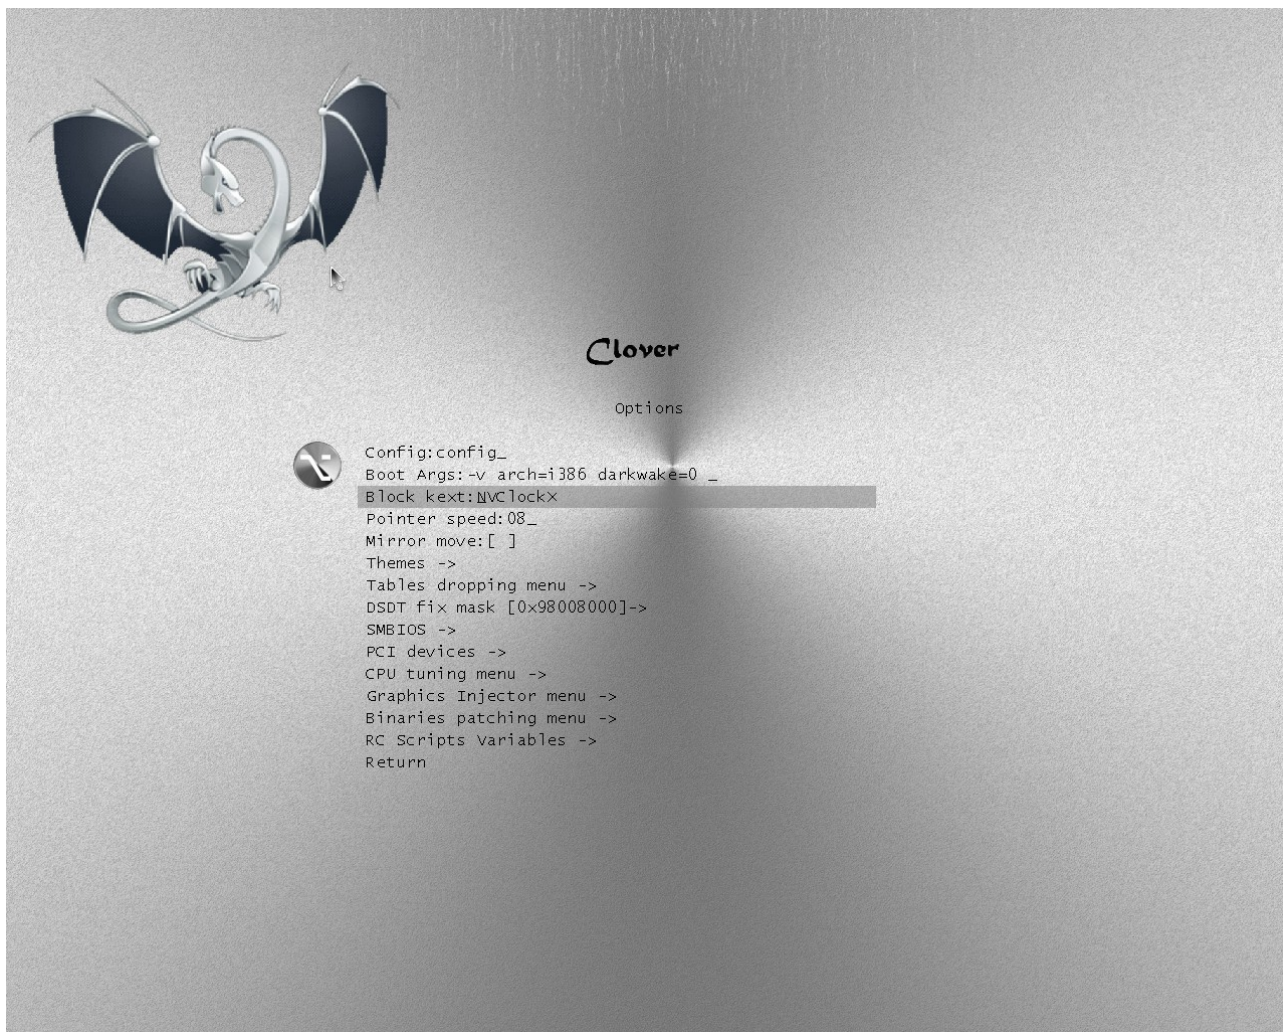 Clover
Options
Config:config_
Boot Args:-v arch=i386 darkwake=0 _
Block kext:NVClockX
Pointer speed:08_
Mirror move:[ ]
Themes ->
Tables dropping menu ->
DSDT fix mask [0x98008000]->
SMBIOS ->
PCI devices ->
CPU tuning menu ->
Graphics Injector menu ->
Binaries patching menu ->
RC Scripts Variables ->
Return